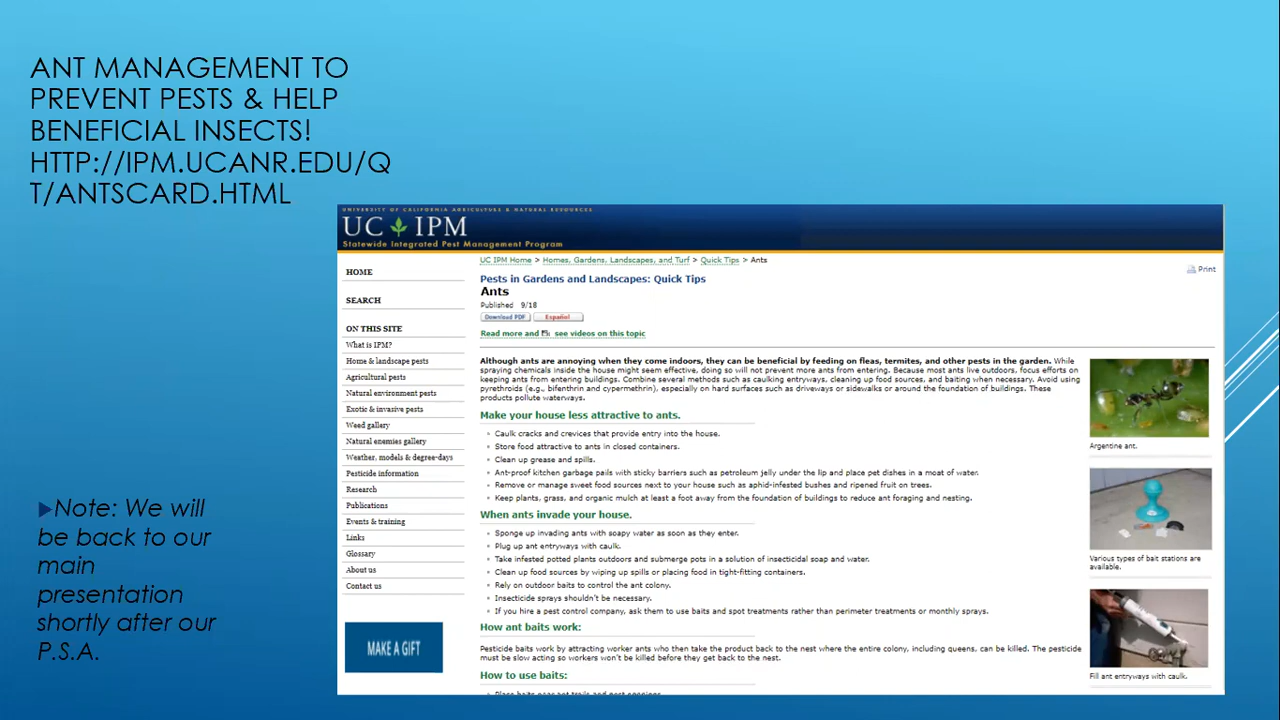 ANT MANAGEMENT TO
PREVENT PESTS & HELP
BENEFICIAL INSECTS!
HTTP://IPM.UCANR.EDU/Q
T/ANTSCARD.HTML
UNIVERSITY OF CALIFORNIA AGRICULTURE & NATURAL RESOURCES
UC IPM
Statewide Integrated Pest Management Program
HOME
SEARCH
ON THIS SITE
What is IPM?
Home & landscape pests
Agricultural pests
Natural environment pests
Exotic & invasive pests
Weed gallery
Natural enemies gallery
Weather, models & degree-days
Pesticide information
Research
Publications
Events & training
Links
Glossary
About us
Contact us
MAKE A GIFT
UC IPM Home > Homes, Gardens, Landscapes, and Turf > Quick Tips > Ants
Print
Pests in Gardens and Landscapes: Quick Tips
Ants
Published 9/18
Download PDF Español
Read more and see videos on this topic
Although ants are annoying when they come indoors, they can be beneficial by feeding on fleas, termites, and other pests in the garden. While
spraying chemicals inside the house might seem effective, doing so will not prevent more ants from entering. Because most ants live outdoors, focus efforts on
keeping ants from entering buildings. Combine several methods such as caulking entryways, cleaning up food sources, and baiting when necessary. Avoid using
pyrethroids (e.g., bifenthrin and cypermethrin), especially on hard surfaces such as driveways or sidewalks or around the foundation of buildings. These
products pollute waterways.
Make your house less attractive to ants.
Caulk cracks and crevices that provide entry into the house.
Store food attractive to ants in closed containers.
Clean up grease and spills.
Ant-proof kitchen garbage pails with sticky barriers such as petroleum jelly under the lip and place pet dishes in a moat of water.
Remove or manage sweet food sources next to your house such as aphid-infested bushes and ripened fruit on trees.
Keep plants, grass, and organic mulch at least a foot away from the foundation of buildings to reduce ant foraging and nesting.
When ants invade your house.
Sponge up invading ants with soapy water as soon as they enter.
Plug up ant entryways with caulk.
Take infested potted plants outdoors and submerge pots in a solution of insecticidal soap and water.
Clean up food sources by wiping up spills or placing food in tight-fitting containers.
Rely on outdoor baits to control the ant colony.
Insecticide sprays shouldn't be necessary.
If you hire a pest control company, ask them to use baits and spot treatments rather than perimeter treatments or monthly sprays.
How ant baits work:
Pesticide baits work by attracting worker ants who then take the product back to the nest where the entire colony, including queens, can be killed. The pesticide
must be slow acting so workers won't be killed before they get back to the nest.
How to use baits:
Place baits near ant trails and nest openings.
Argentine ant.
Various types of bait stations are
available.
Fill ant entryways with caulk.
Note: We will
be back to our
main
presentation
shortly after our
P.S.A.